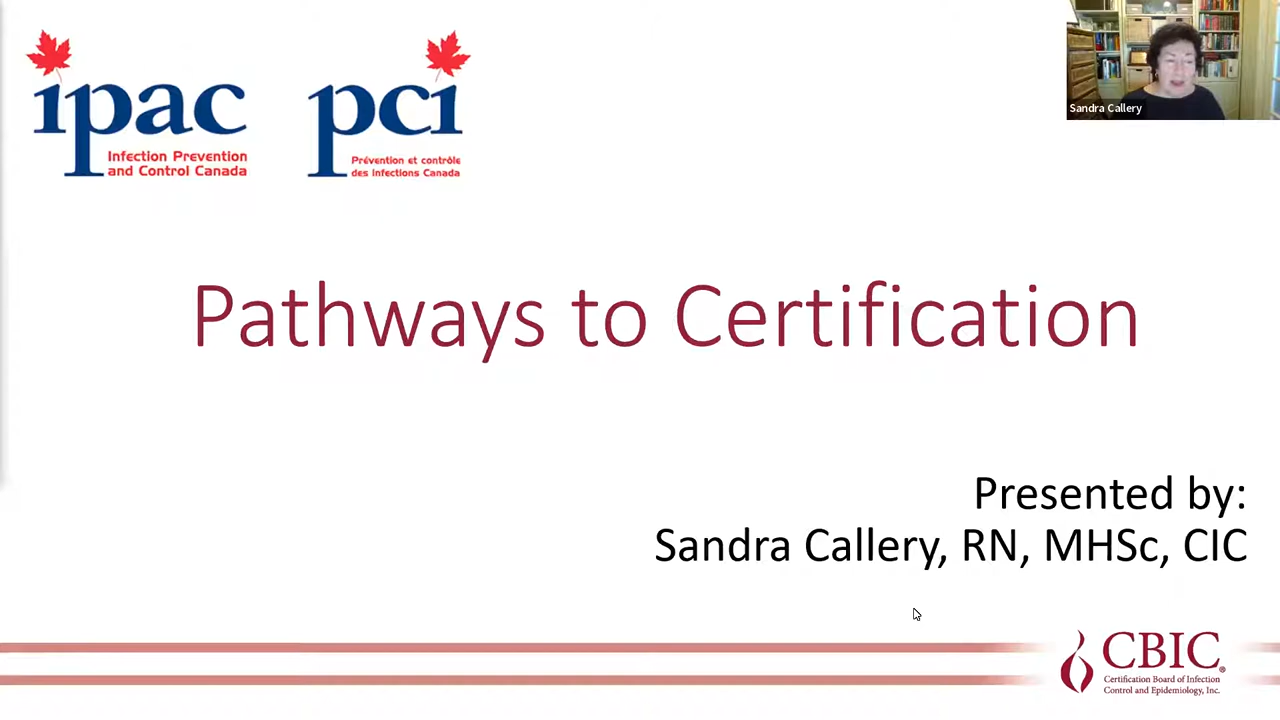 ipac
Infection Prevention
and Control Canada
pci
Prévention et contrôle
des infections Canada
Sandra Callery
Pathways to Certification
Presented by:
Sandra Callery, RN, MHSc, CIC
CBIC®
Certification Board of Infection
Control and Epidemiology, Inc.